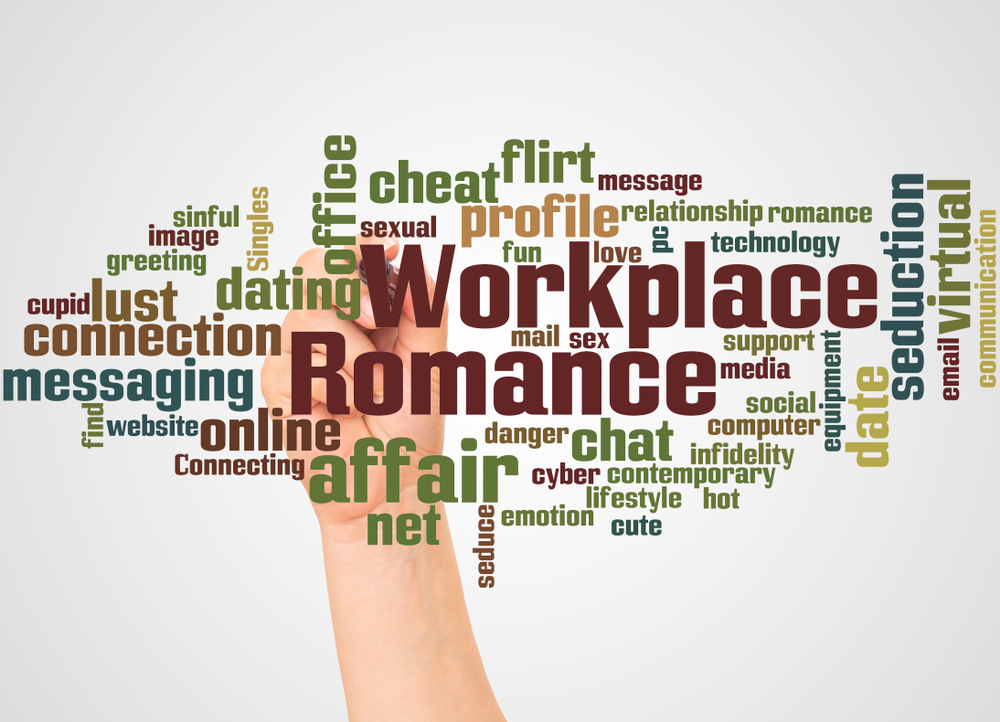 office
flirt
cheat
message
seduction
virtual
Singles
sinful
sexual
profile
relationship
romance
communication
image
fun
love
pc
technology
greeting
dating
Workplace
cupid
lust
connection
mail
sex
support
equipment
email
messaging
Romance
media
date
find
website
online
danger
chat
social
computer
Connecting
affair
cyber
infidelity
contemporary
net
seduce
emotion
lifestyle
hot
cute